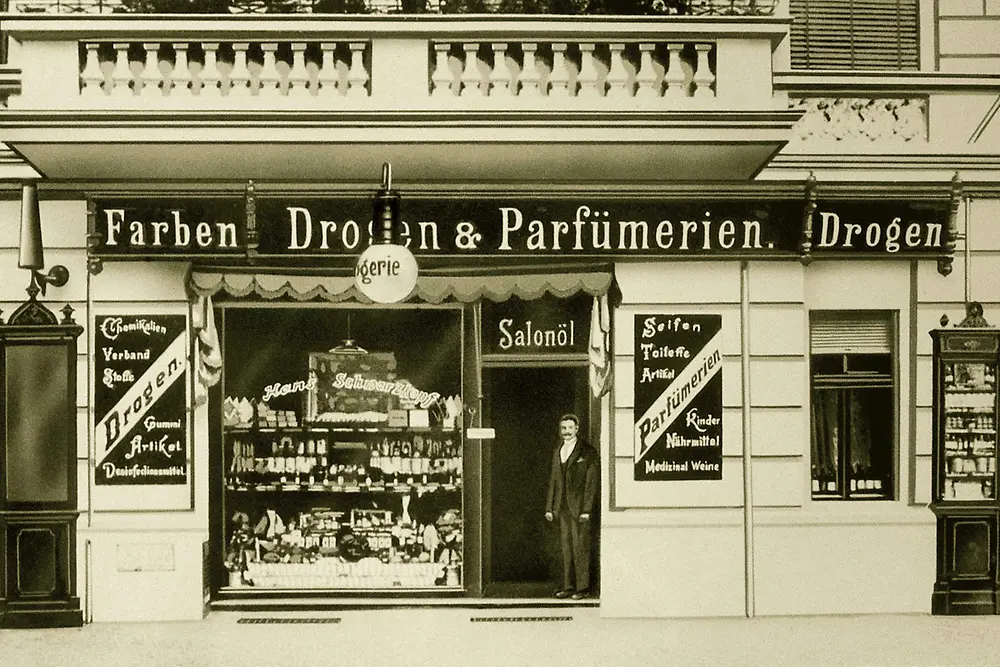 Farben
Drogen & Parfümerien.
Drogen
ogerie
Salonöl
Chemikalien
Verband
Stoffe
Drogen.
Gummi
Artikel
Desinfectionsmittel
Hans Schwarzkopf
Seifen
Toilette
Artikel
Parfümerien
Kinder
Nährmittel
Medizinal Weine